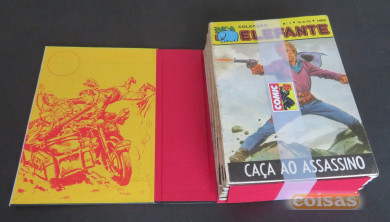 COLECÇÃO
ELEFANTE
COMIC
CAÇA AO ASSASSINO
coisas